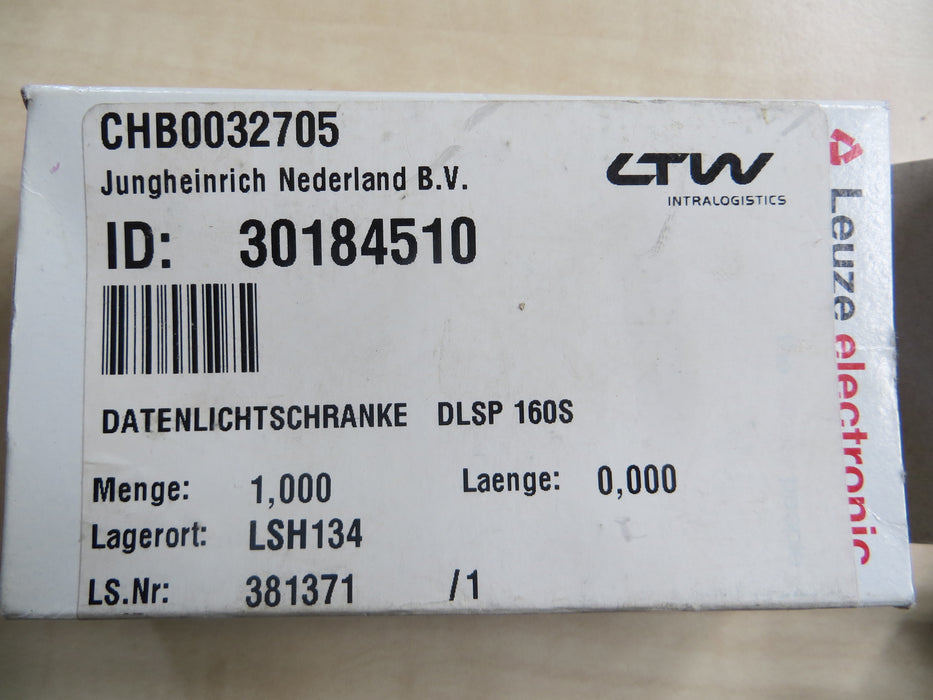 CHB0032705
Jungheinrich Nederland B.V.
LTW
INTRALOGISTICS
ID: 30184510
DATENLICHTSCHRANKE DLSP 160S
Menge: 1,000 Laenge: 0,000
Lagerort: LSH134
LS.Nr: 381371 /1
Leuze electronic